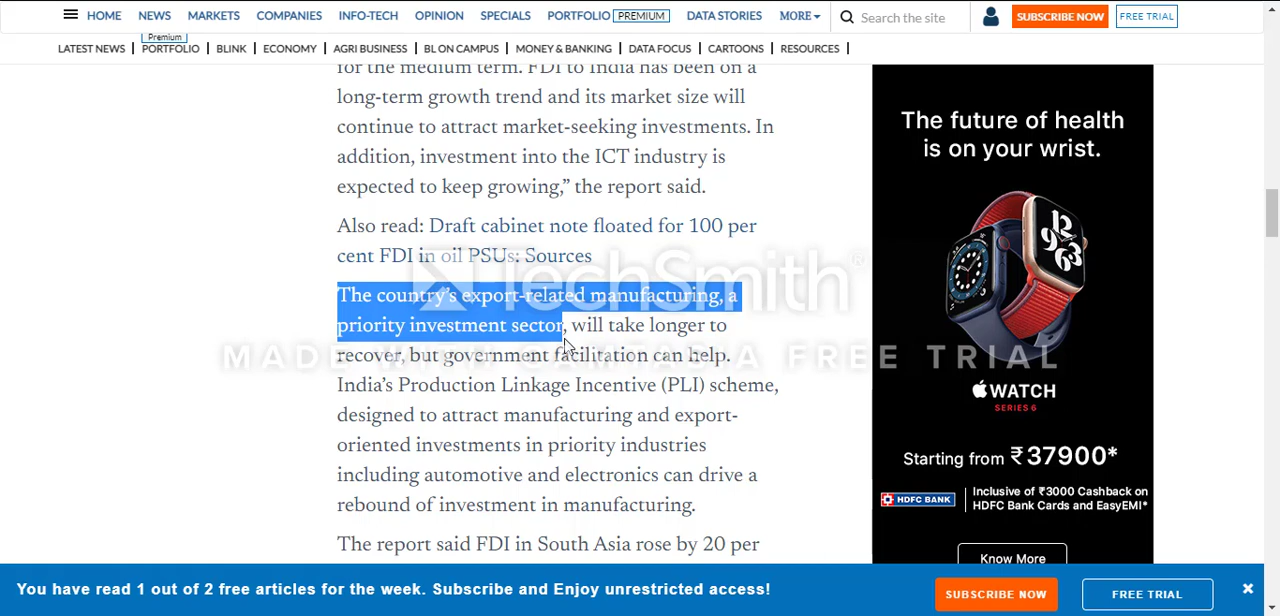 HOME NEWS MARKETS COMPANIES INFO-TECH OPINION SPECIALS PORTFOLIO PREMIUM DATA STORIES MORE Search the site SUBSCRIBE NOW FREE TRIAL
Premium
LATEST NEWS PORTFOLIO BLINK ECONOMY AGRI BUSINESS BL ON CAMPUS MONEY & BANKING DATA FOCUS CARTOONS RESOURCES
for the medium term. FDI to India has been on a
long-term growth trend and its market size will
continue to attract market-seeking investments. In
addition, investment into the ICT industry is
expected to keep growing,” the report said.
Also read: Draft cabinet note floated for 100 per
cent FDI in oil PSUs: Sources
The country’s export-related manufacturing, a
priority investment sector, will take longer to
recover, but government facilitation can help.
India’s Production Linkage Incentive (PLI) scheme,
designed to attract manufacturing and export-
oriented investments in priority industries
including automotive and electronics can drive a
rebound of investment in manufacturing.
The report said FDI in South Asia rose by 20 per
TechSmith®
MADE WITH CAMTASIA FREE TRIAL
The future of health
is on your wrist.
WATCH
SERIES 6
Starting from ₹37900*
HDFC BANK
Inclusive of ₹3000 Cashback on
HDFC Bank Cards and EasyEMI*
Know More
You have read 1 out of 2 free articles for the week. Subscribe and Enjoy unrestricted access!
SUBSCRIBE NOW FREE TRIAL